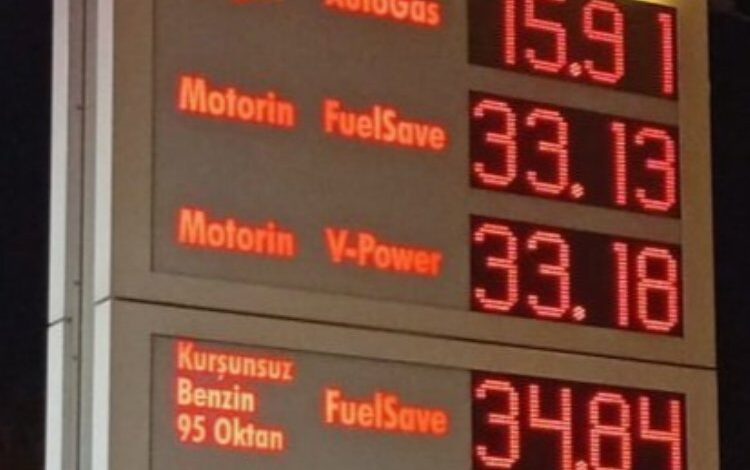 AutoGas 15.91
Motorin FuelSave 33.13
Motorin V-Power 33.18
Kurşunsuz
Benzin FuelSave 34.84
95 Oktan